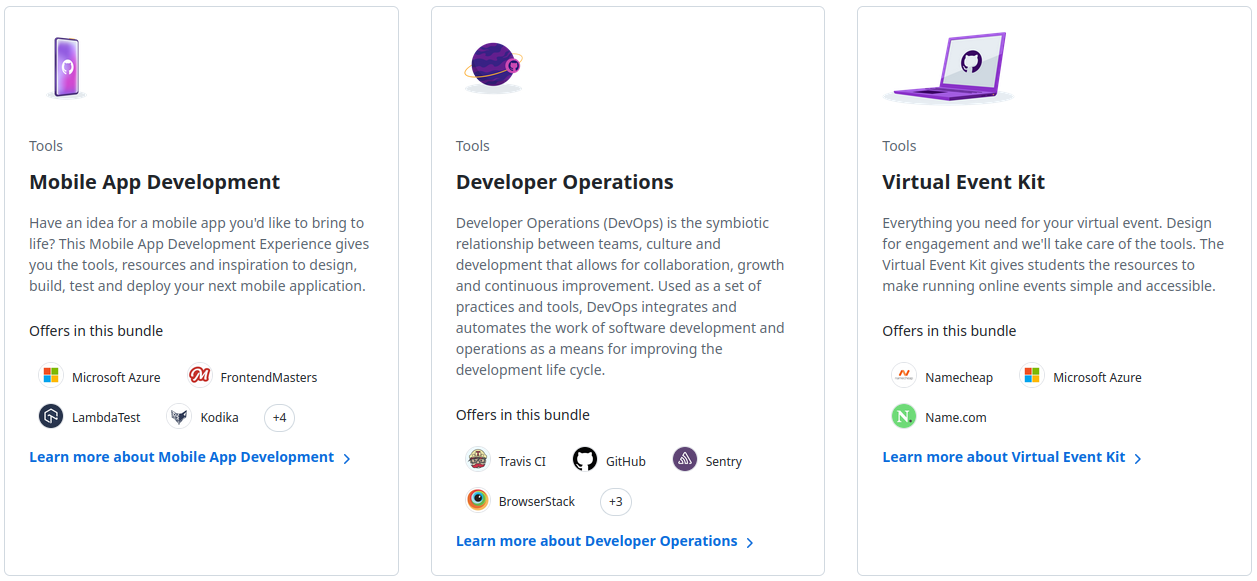 Tools
Mobile App Development
Have an idea for a mobile app you'd like to bring to
life? This Mobile App Development Experience gives
you the tools, resources and inspiration to design,
build, test and deploy your next mobile application.
Offers in this bundle
Microsoft Azure FrontendMasters
LambdaTest Kodika +4
Learn more about Mobile App Development
Tools
Developer Operations
Developer Operations (DevOps) is the symbiotic
relationship between teams, culture and
development that allows for collaboration, growth
and continuous improvement. Used as a set of
practices and tools, DevOps integrates and
automates the work of software development and
operations as a means for improving the
development life cycle.
Offers in this bundle
Travis CI GitHub Sentry
BrowserStack +3
Learn more about Developer Operations
Tools
Virtual Event Kit
Everything you need for your virtual event. Design
for engagement and we'll take care of the tools. The
Virtual Event Kit gives students the resources to
make running online events simple and accessible.
Offers in this bundle
namecheap Namecheap Microsoft Azure
N. Name.com
Learn more about Virtual Event Kit